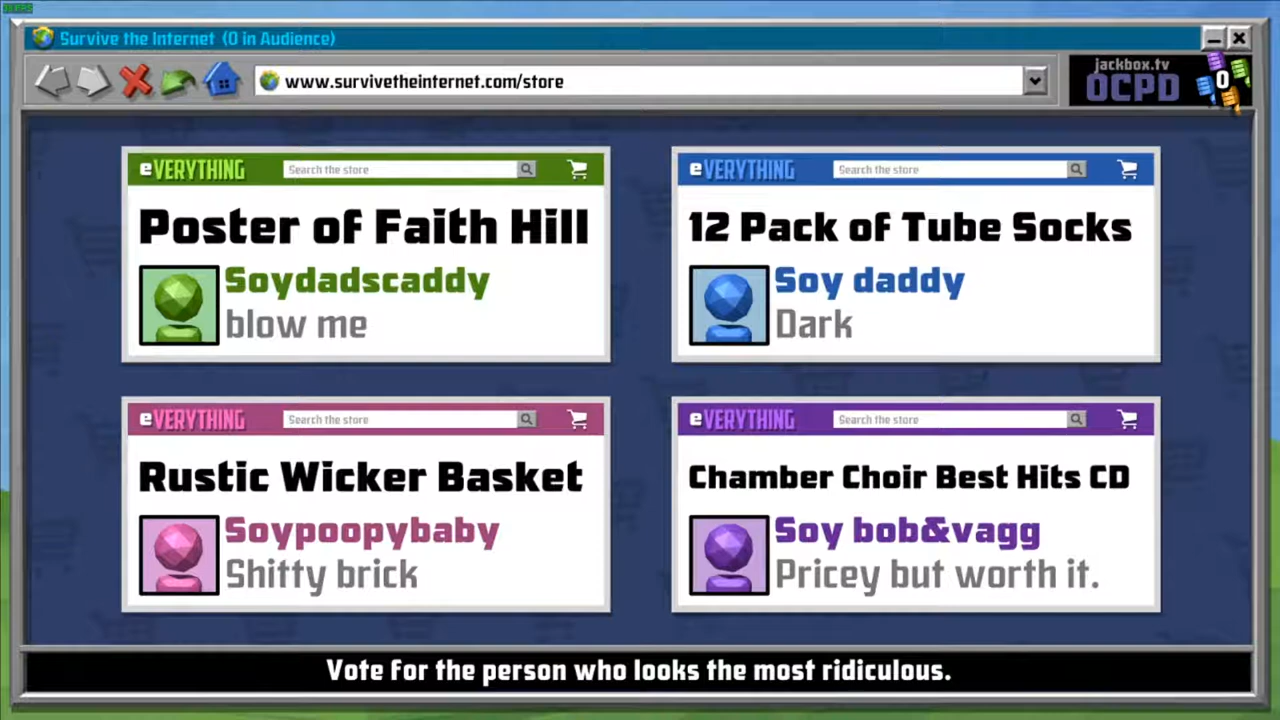 Survive the Internet (0 in Audience)
www.survivetheinternet.com/store
jackbox.tv
OCPD
0
eVERYTHING
Search the store
Poster of Faith Hill
Soydadscaddy
blow me
eVERYTHING
Search the store
12 Pack of Tube Socks
Soy daddy
Dark
eVERYTHING
Search the store
Rustic Wicker Basket
Soypoopybaby
Shitty brick
eVERYTHING
Search the store
Chamber Choir Best Hits CD
Soy bob&vagg
Pricey but worth it.
Vote for the person who looks the most ridiculous.